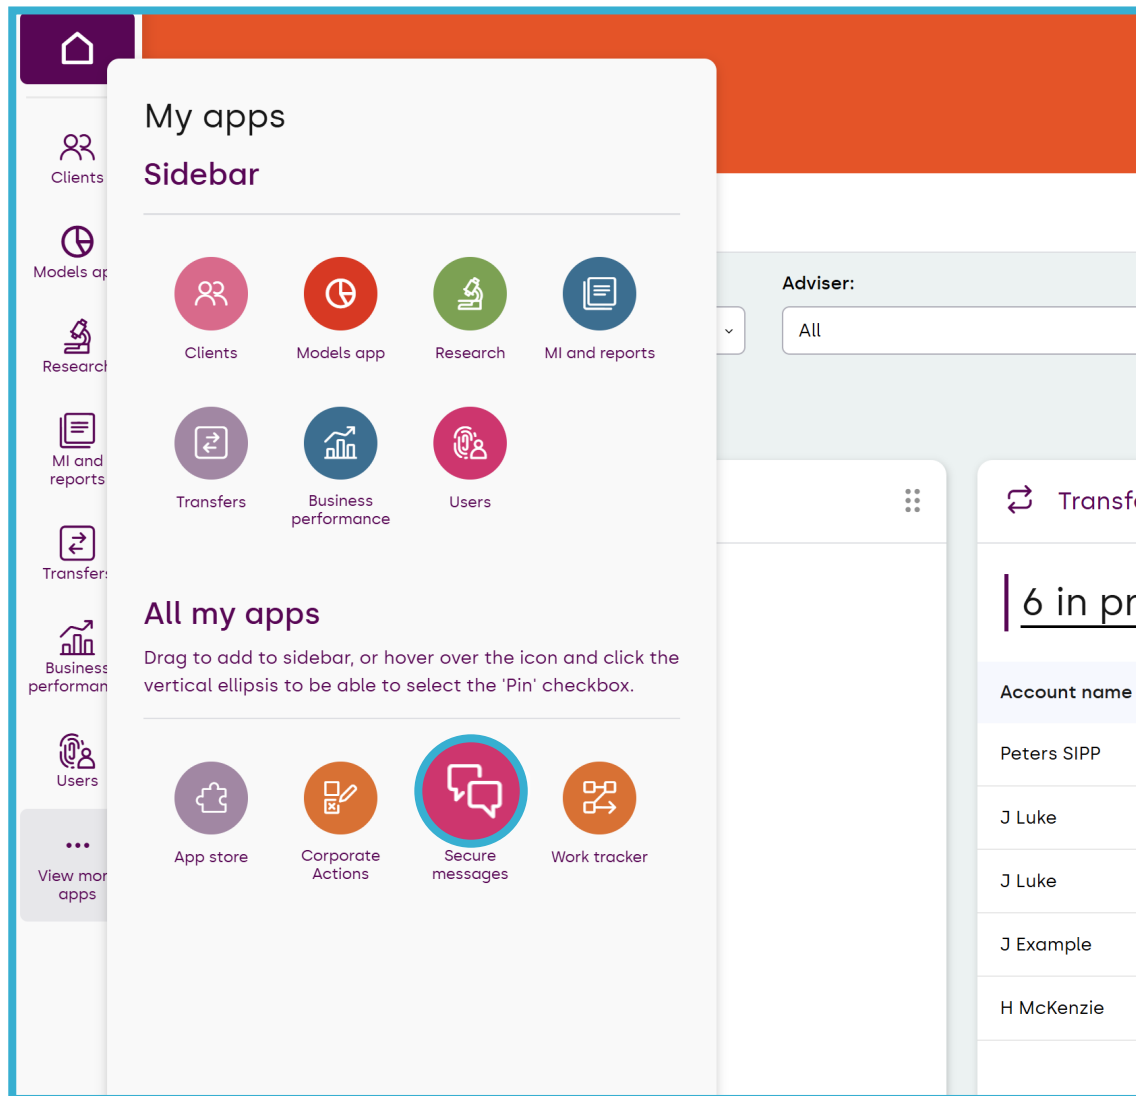 Clients
Models ap
Research
MI and
reports
Transfers
Business
performan
Users
View mor
apps
My apps
Sidebar
Clients
Models app
Research
MI and reports
Transfers
Business
performance
Users
All my apps
Drag to add to sidebar, or hover over the icon and click the
vertical ellipsis to be able to select the 'Pin' checkbox.
App store
Corporate
Actions
Secure
messages
Work tracker
Adviser:
All
Transf
6 in pr
Account name
Peters SIPP
J Luke
J Luke
J Example
H McKenzie